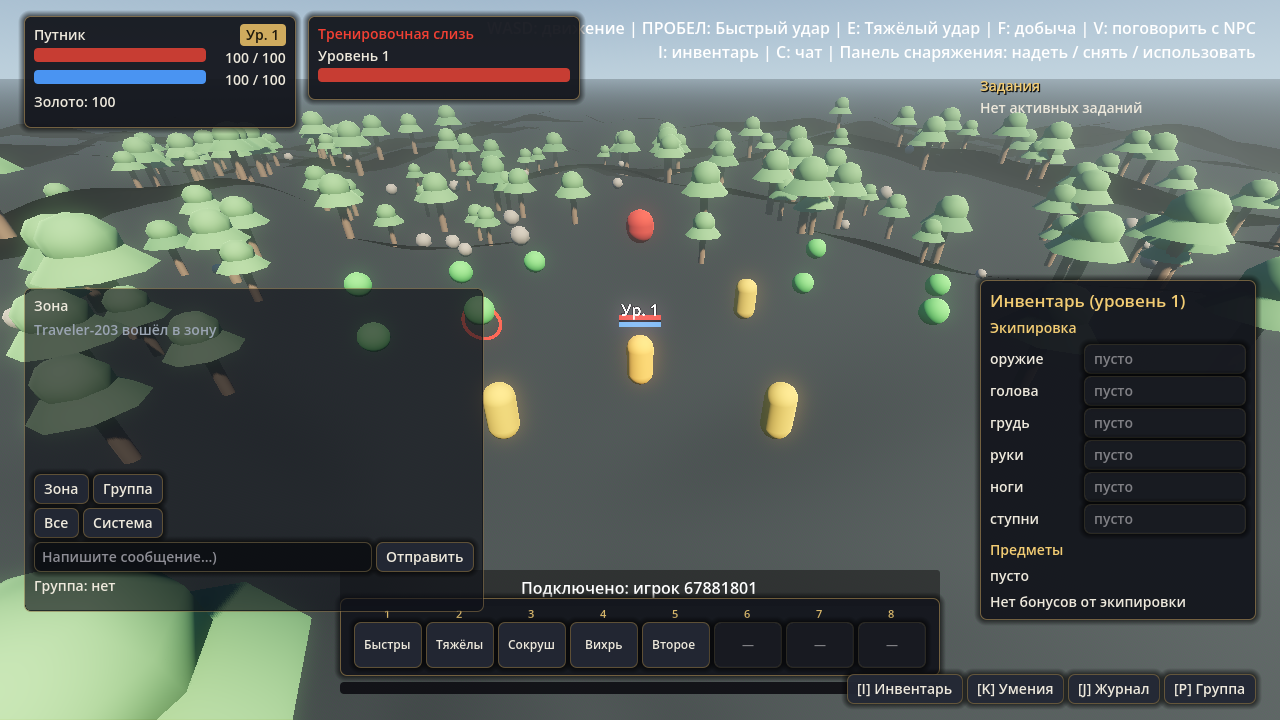 Путник
Ур. 1
100 / 100
100 / 100
Золото: 100
Тренировочная слизь
Уровень 1
| ПРОБЕЛ: Быстрый удар | E: Тяжёлый удар | F: добыча | V: поговорить с NPC
I: инвентарь | C: чат | Панель снаряжения: надеть / снять / использовать
Задания
Нет активных заданий
Ур. 1
Зона
Traveler-203 вошёл в зону
Зона
Группа
Все
Система
Напишите сообщение...)
Отправить
Группа: нет
Инвентарь (уровень 1)
Экипировка
оружие
пусто
голова
пусто
грудь
пусто
руки
пусто
ноги
пусто
ступни
пусто
Предметы
пусто
Нет бонусов от экипировки
Подключено: игрок 67881801
1 2 3 4 5 6 7 8
Быстры
Тяжёлы
Сокруш
Вихрь
Второе
—
—
—
[I] Инвентарь
[K] Умения
[J] Журнал
[P] Группа